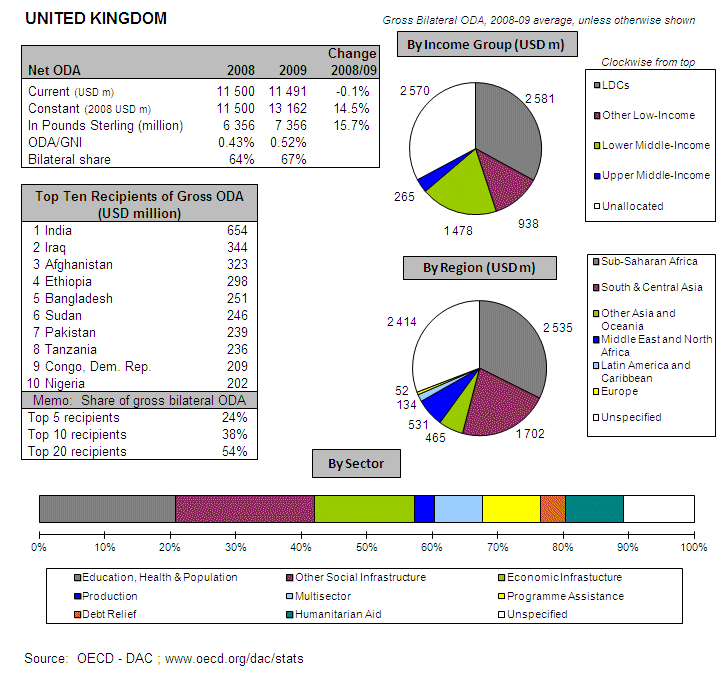 UNITED KINGDOM
Gross Bilateral ODA, 2008-09 average, unless otherwise shown
Net ODA 2008 2009 Change 2008/09
Current (USD m) 11 500 11 491 -0.1%
Constant (2008 USD m) 11 500 13 162 14.5%
In Pounds Sterling (million) 6 356 7 356 15.7%
ODA/GNI 0.43% 0.52%
Bilateral share 64% 67%
By Income Group (USD m)
Clockwise from top
2 570
2 581
265
1 478
938
LDCs
Other Low-Income
Lower Middle-Income
Upper Middle-Income
Unallocated
Top Ten Recipients of Gross ODA
(USD million)
1 India 654
2 Iraq 344
3 Afghanistan 323
4 Ethiopia 298
5 Bangladesh 251
6 Sudan 246
7 Pakistan 239
8 Tanzania 236
9 Congo, Dem. Rep. 209
10 Nigeria 202
Memo: Share of gross bilateral ODA
Top 5 recipients 24%
Top 10 recipients 38%
Top 20 recipients 54%
By Region (USD m)
2 414
2 535
52
134
531
465
1 702
Sub-Saharan Africa
South & Central Asia
Other Asia and
Oceania
Middle East and North
Africa
Latin America and
Caribbean
Europe
Unspecified
By Sector
0% 10% 20% 30% 40% 50% 60% 70% 80% 90% 100%
Education, Health & Population Other Social Infrastructure Economic Infrastucture
Production Multisector Programme Assistance
Debt Relief Humanitarian Aid Unspecified
Source: OECD - DAC ; www.oecd.org/dac/stats